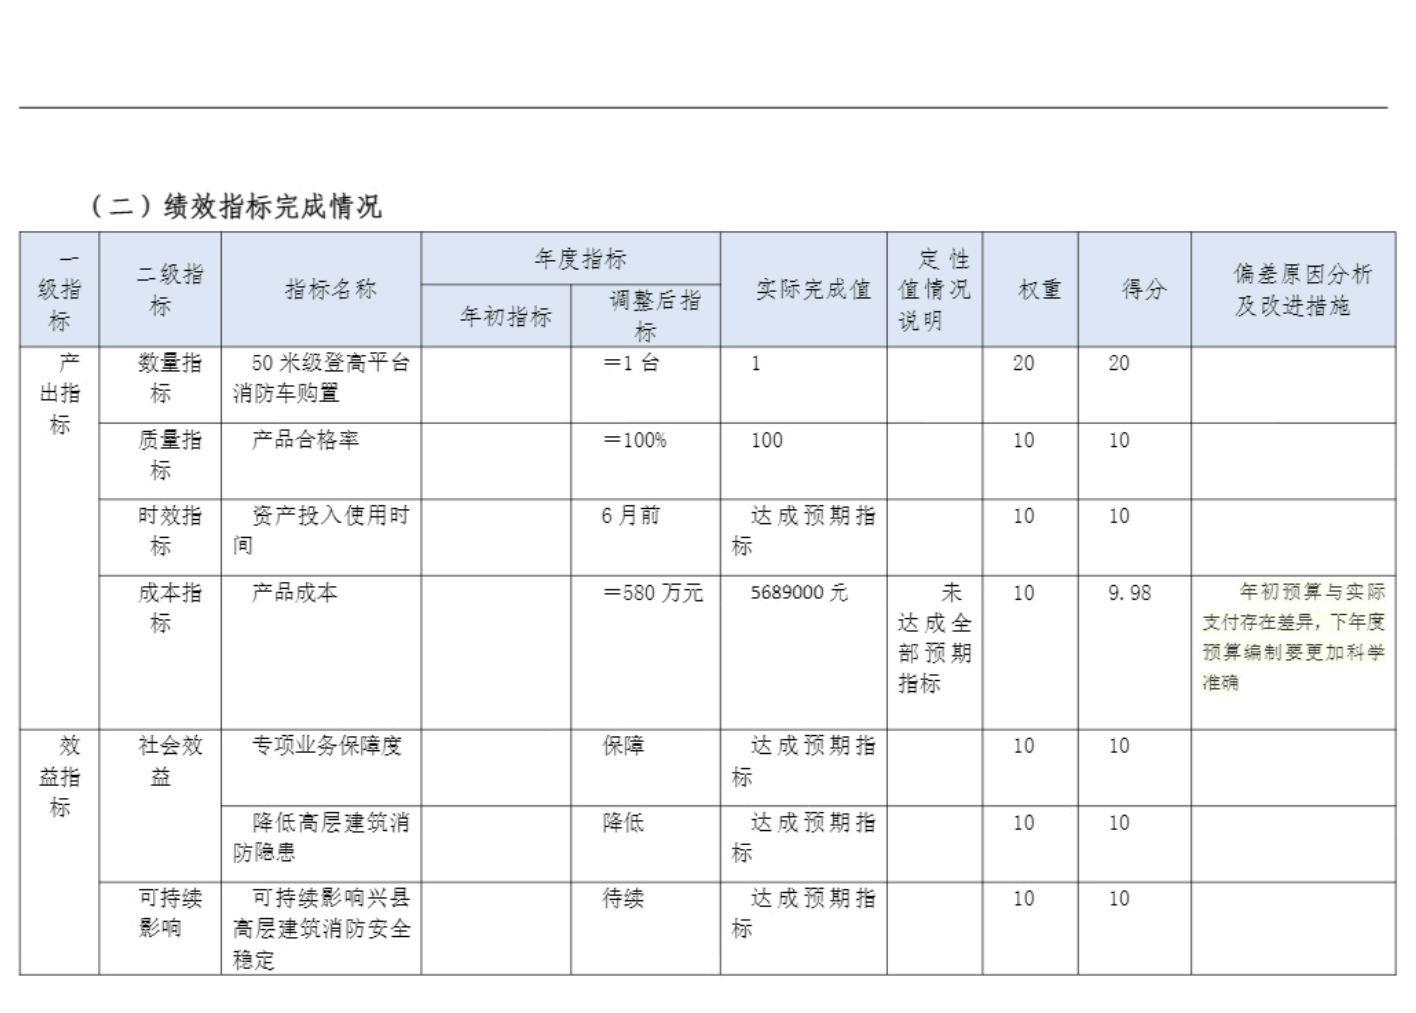 （二）绩效指标完成情况
一级指标
二级指标
指标名称
年度指标
年初指标
调整后指标
实际完成值
定性值情况说明
权重
得分
偏差原因分析
及改进措施
产出指标
数量指
标
50 米级登高平台
消防车购置
＝1 台
1
20
20
质量指
标
产品合格率
＝100%
100
10
10
时效指
标
资产投入使用时
间
6 月前
达成预期指
标
10
10
成本指
标
产品成本
＝580 万元
5689000 元
未
达成全
部预期
指标
10
9.98
年初预算与实际
支付存在差异，下年度
预算编制要更加科学
准确
效
益指
标
社会效
益
专项业务保障度
保障
达成预期指
标
10
10
降低高层建筑消
防隐患
降低
达成预期指
标
10
10
可持续
影响
可持续影响兴县
高层建筑消防安全
稳定
待续
达成预期指
标
10
10